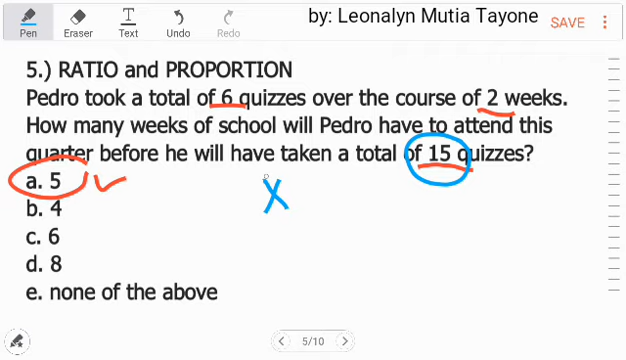 by: Leonalyn Mutia Tayone
Pen Eraser Text Undo Redo SAVE
5.) RATIO and PROPORTION
Pedro took a total of 6 quizzes over the course of 2 weeks.
How many weeks of school will Pedro have to attend this
quarter before he will have taken a total of 15 quizzes?
a. 5
b. 4
X
c. 6
d. 8
e. none of the above
5/10